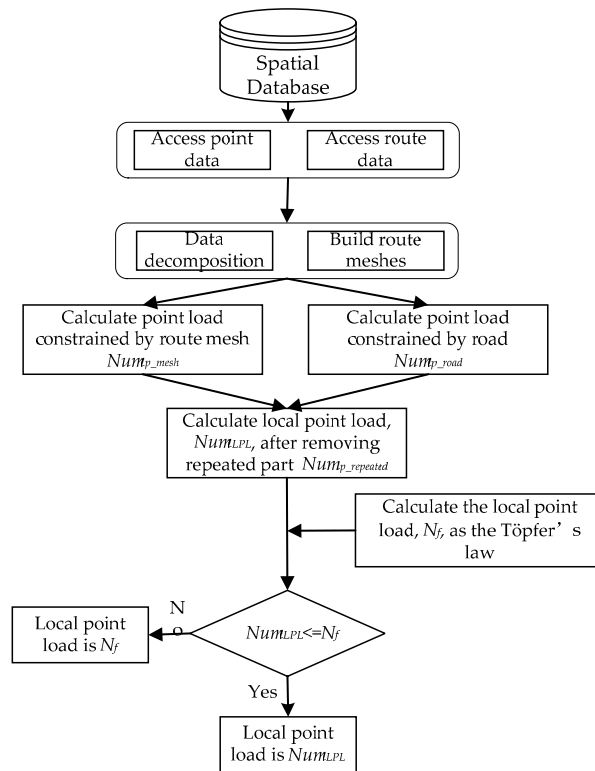 Spatial
Database
Access point
data
Access route
data
Data
decomposition
Build route
meshes
Calculate point load
constrained by route mesh
Nump_mesh
Calculate point load
constrained by road
Nump_road
Calculate local point load,
NumLPL, after removing
repeated part Nump_repeated
Calculate the local point
load, Nf, as the Töpfer’s
law
NumLPL<=Nf
N
o
Local point
load is Nf
Yes
Local point
load is NumLPL